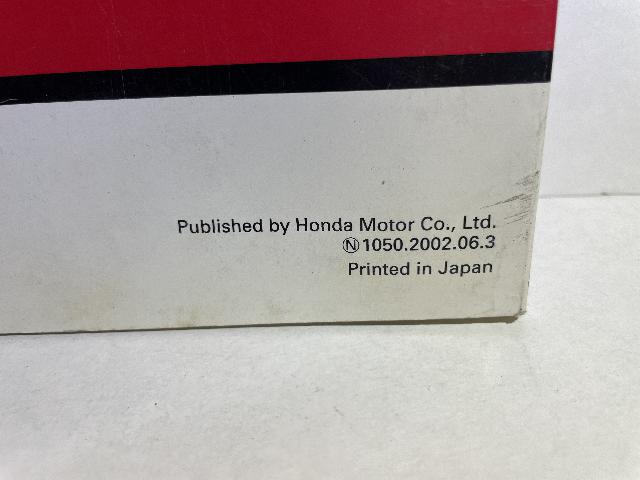 Published by Honda Motor Co., Ltd.
Ⓝ1050.2002.06.3
Printed in Japan